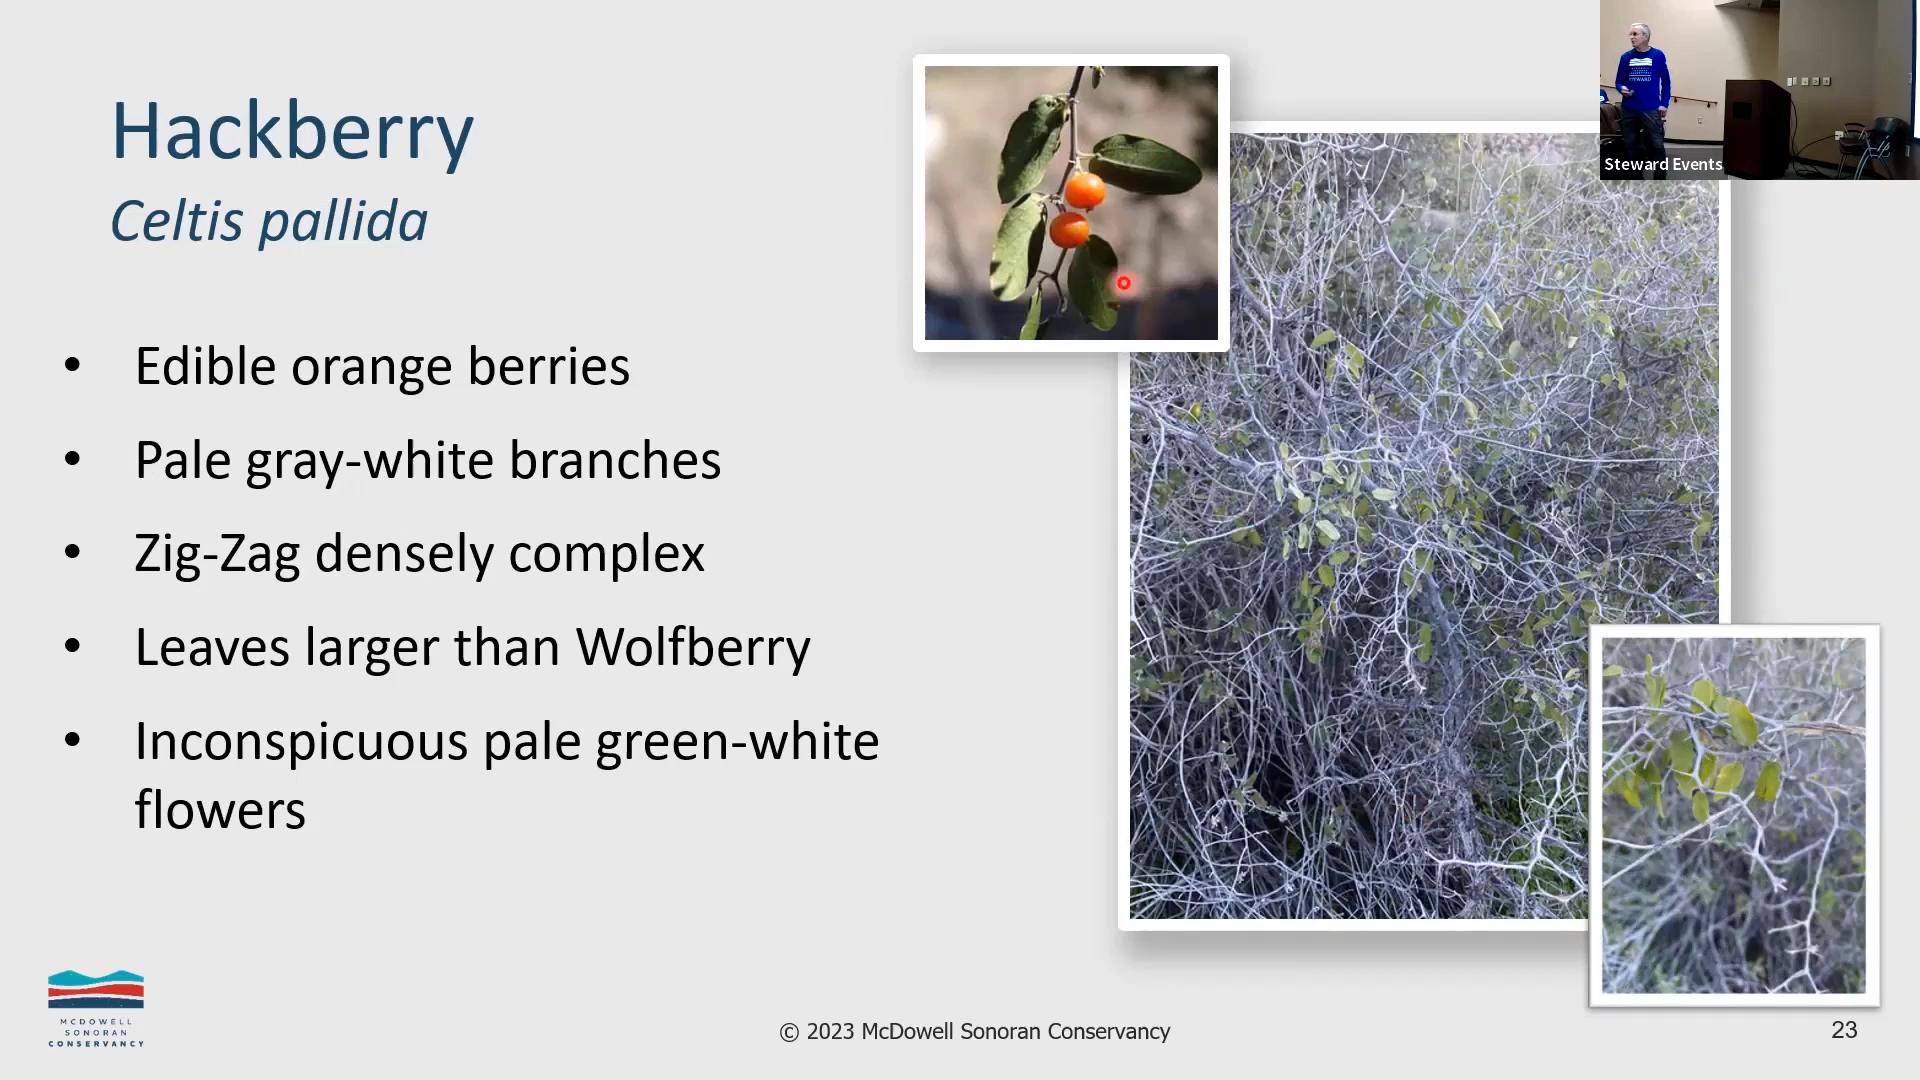 Hackberry
Celtis pallida
• Edible orange berries
• Pale gray-white branches
• Zig-Zag densely complex
• Leaves larger than Wolfberry
• Inconspicuous pale green-white
flowers
Steward Events
STEWARD
MCDOWELL
SONORAN
CONSERVANCY
© 2023 McDowell Sonoran Conservancy
23